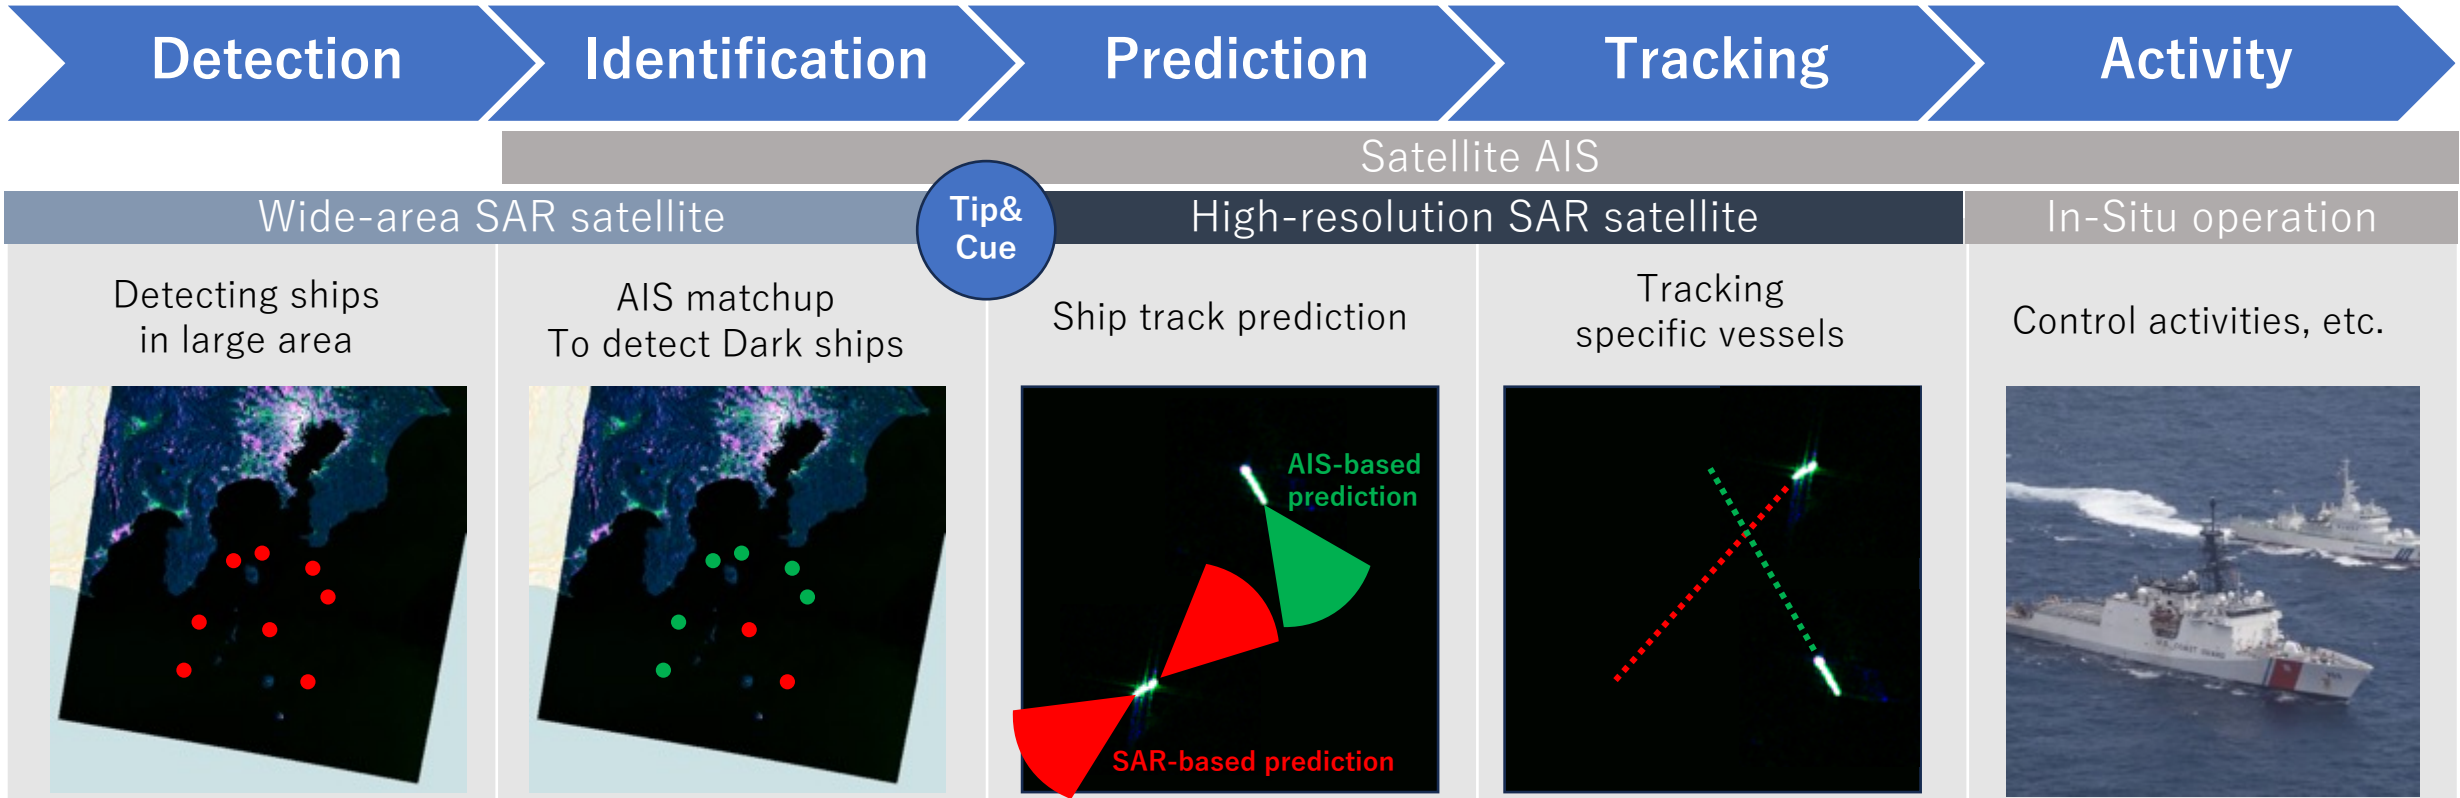 Detection
Identification
Prediction
Tracking
Activity
Satellite AIS
Wide-area SAR satellite
Tip&
Cue
High-resolution SAR satellite
In-Situ operation
Detecting ships
in large area
AIS matchup
To detect Dark ships
Ship track prediction
Tracking
specific vessels
Control activities, etc.
AIS-based
prediction
SAR-based prediction
U.S. COAST GUARD